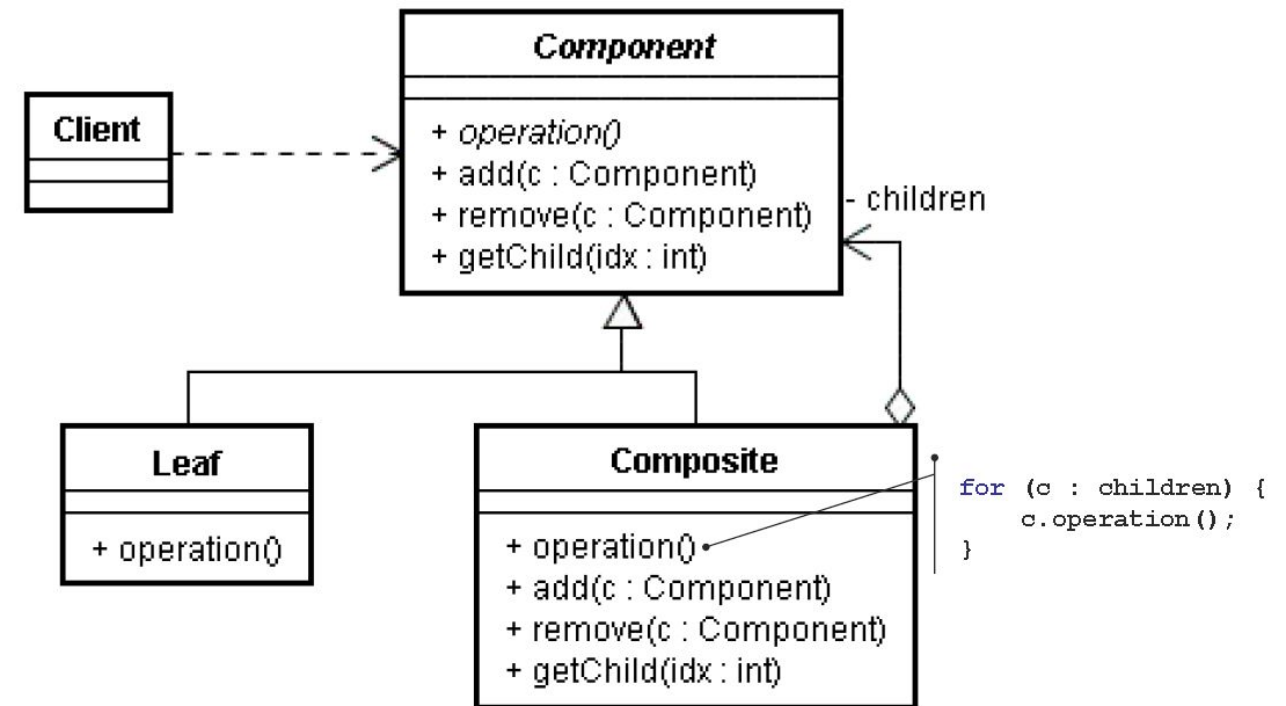 Component
+ operation()
+ add(c : Component)
+ remove(c : Component)
+ getChild(idx : int)
Client
- children
Leaf
+ operation()
Composite
+ operation()
+ add(c : Component)
+ remove(c : Component)
+ getChild(idx : int)
for (c : children) {
c.operation();
}